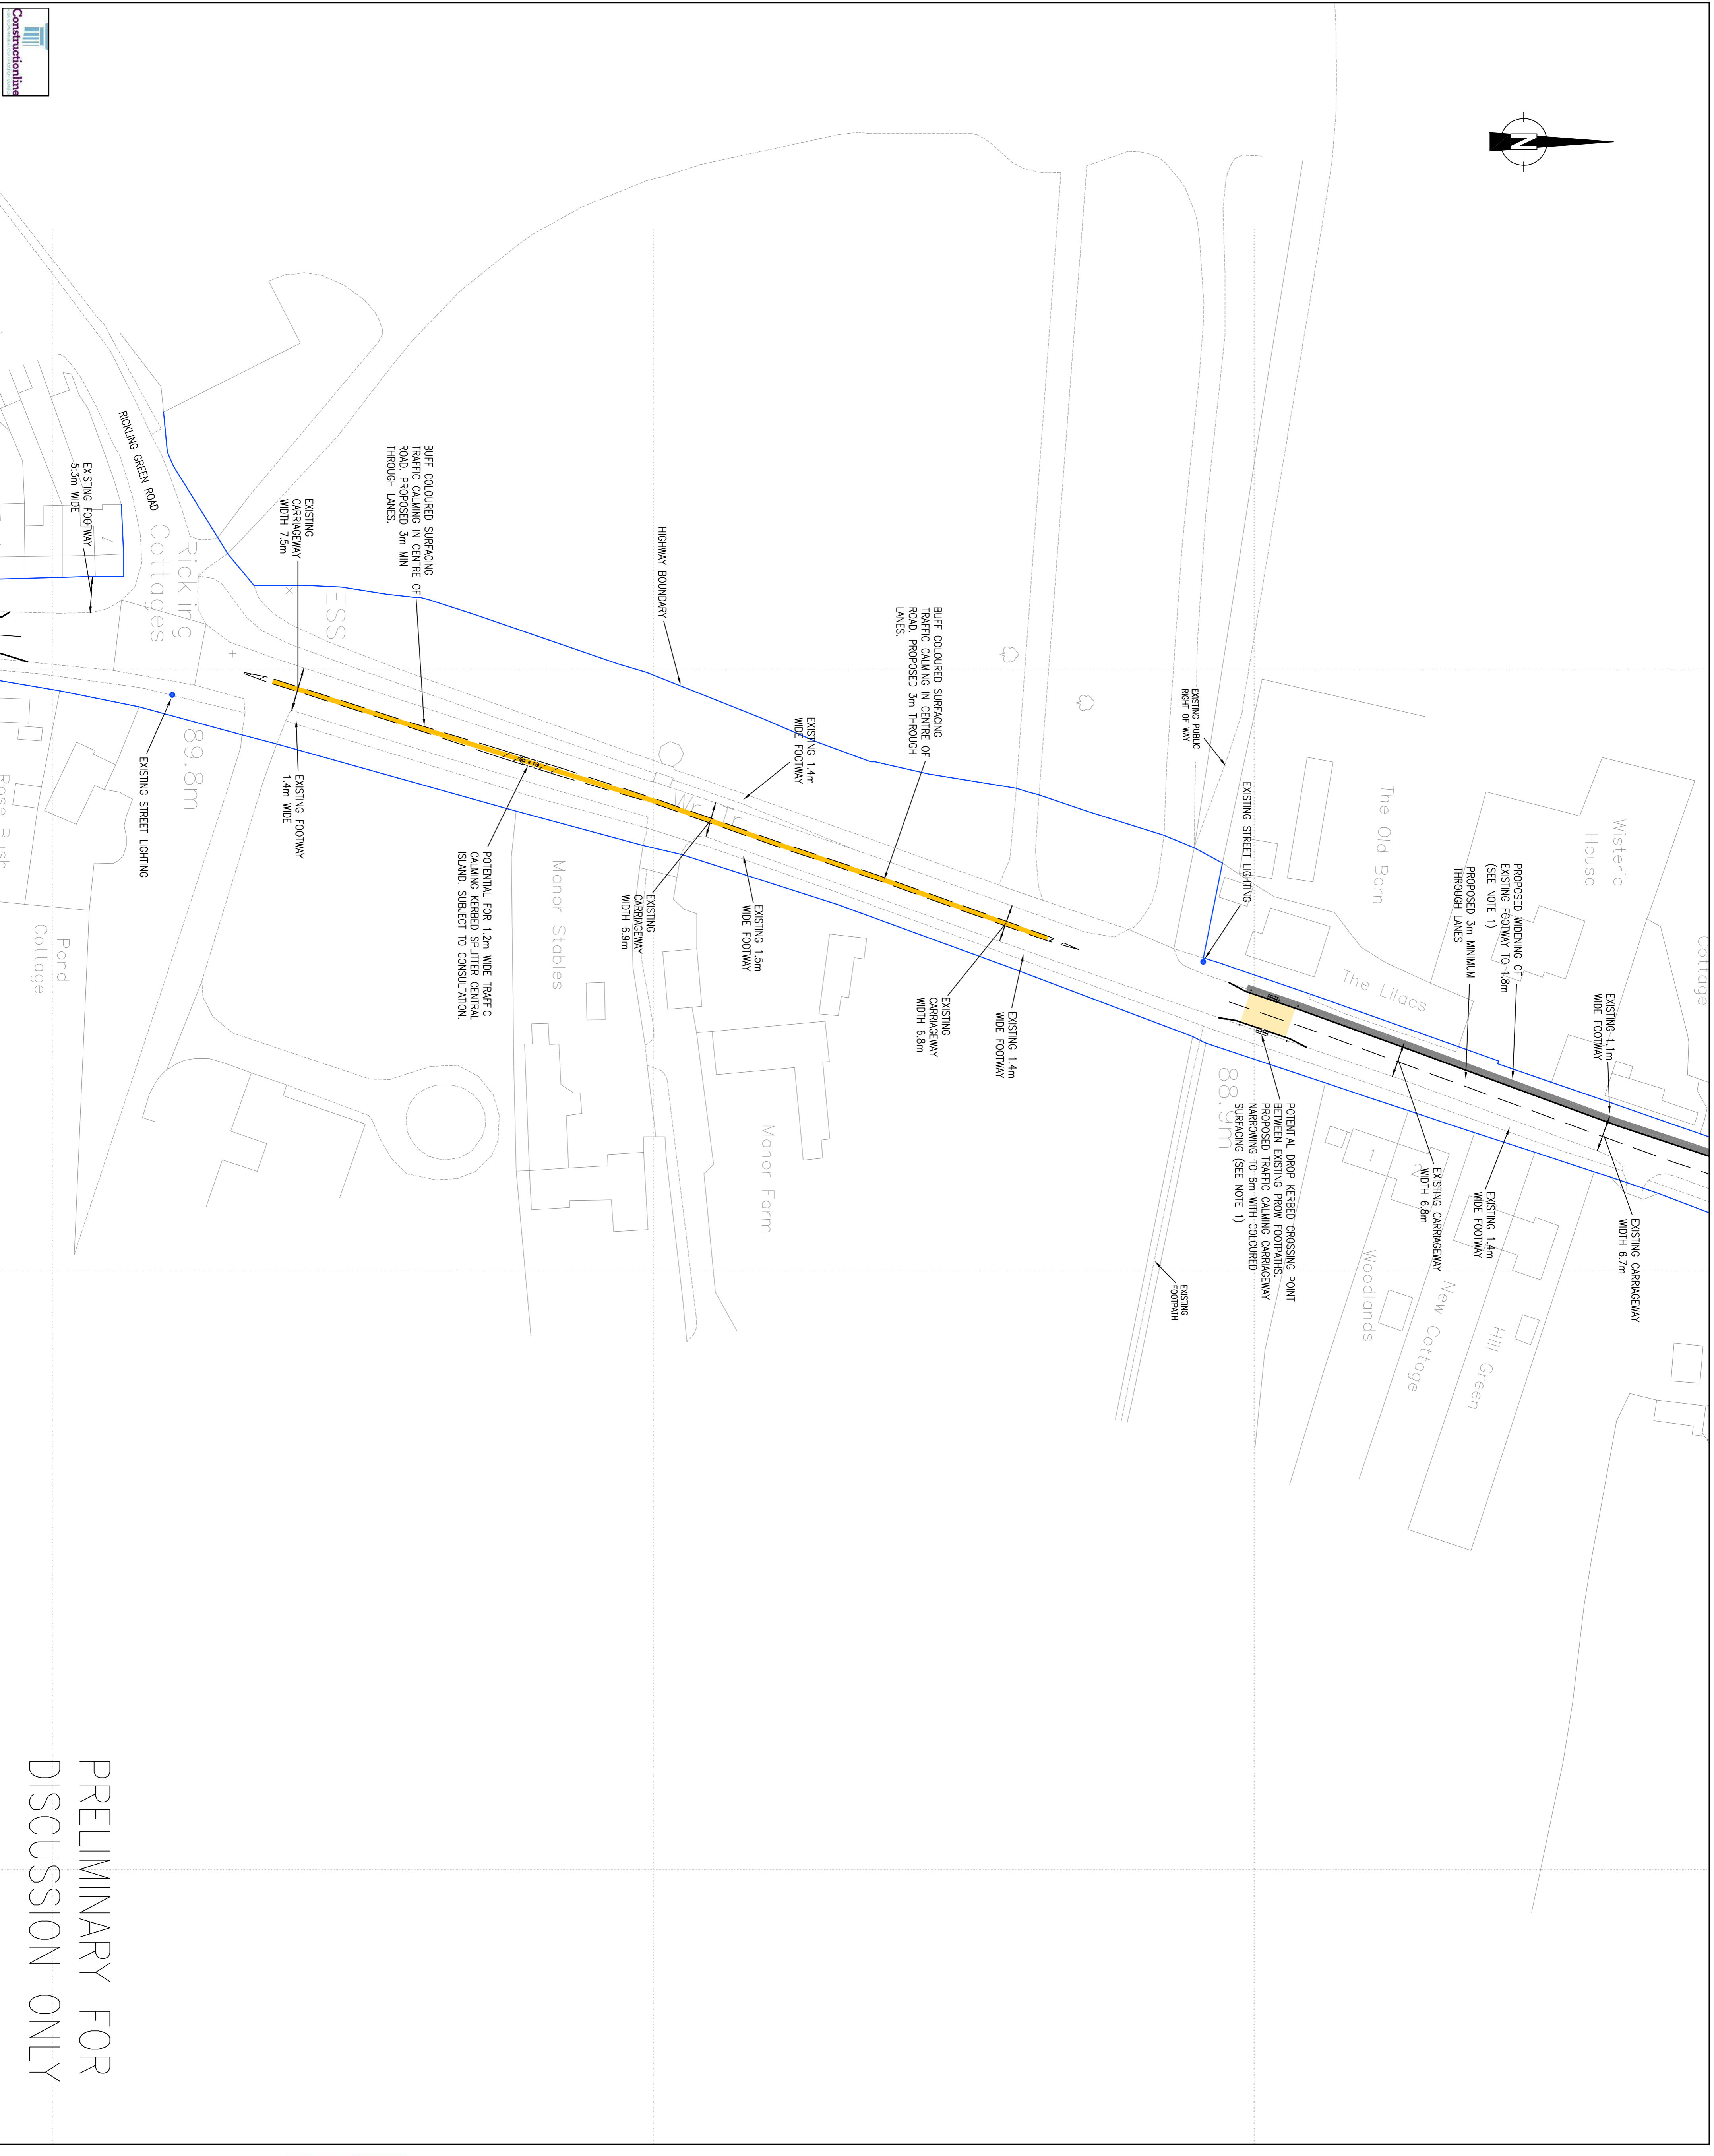 Constructionline
N
Wisteria
House
Cottage
The Old Barn
The Lilacs
PROPOSED WIDENING OF
EXISTING FOOTWAY TO 1.8m
(SEE NOTE 1)
PROPOSED 3m MINIMUM
THROUGH LANES
EXISTING 1.1m
WIDE FOOTWAY
EXISTING CARRIAGEWAY
WIDTH 6.7m
EXISTING 1.4m
WIDE FOOTWAY
EXISTING CARRIAGEWAY
WIDTH 6.8m
Hill Green
New Cottage
Woodlands
1
2
EXISTING STREET LIGHTING
EXISTING PUBLIC
RIGHT OF WAY
88.9m
POTENTIAL DROP KERBED CROSSING POINT
BETWEEN EXISTING PROW FOOTPATHS.
PROPOSED TRAFFIC CALMING CARRIAGEWAY
NARROWING TO 6m WITH COLOURED
SURFACING (SEE NOTE 1)
EXISTING
FOOTPATH
EXISTING 1.4m
WIDE FOOTWAY
EXISTING
CARRIAGEWAY
WIDTH 6.8m
BUFF COLOURED SURFACING
TRAFFIC CALMING IN CENTRE OF
ROAD. PROPOSED 3m THROUGH
LANES.
EXISTING 1.4m
WIDE FOOTWAY
EXISTING 1.5m
WIDE FOOTWAY
Manor Farm
HIGHWAY BOUNDARY
EXISTING
CARRIAGEWAY
WIDTH 6.9m
Manor Stables
POTENTIAL FOR 1.2m WIDE TRAFFIC
CALMING KERBED SPLITTER CENTRAL
ISLAND. SUBJECT TO CONSULTATION.
BUFF COLOURED SURFACING
TRAFFIC CALMING IN CENTRE OF
ROAD. PROPOSED 3m MIN
THROUGH LANES.
ESS
EXISTING
CARRIAGEWAY
WIDTH 7.5m
EXISTING FOOTWAY
1.4m WIDE
89.8m
Rickling
Cottages
RICKLING GREEN ROAD
EXISTING STREET LIGHTING
EXISTING FOOTWAY
5.3m WIDE
4
Pond
Cottage
Rose Bush
PRELIMINARY FOR
DISCUSSION ONLY